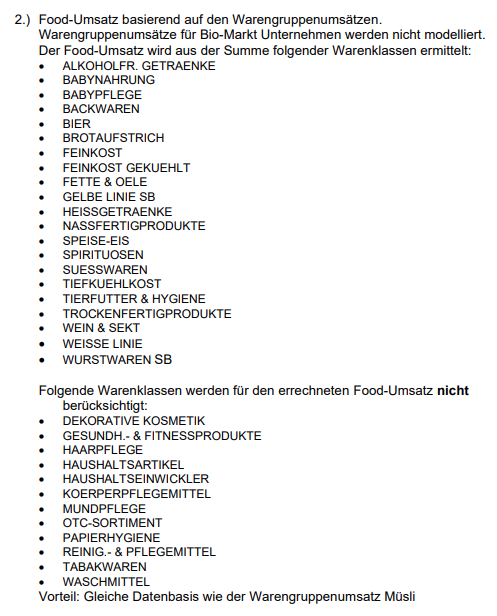 2.) Food-Umsatz basierend auf den Warengruppenumsätzen.
Warengruppenumsätze für Bio-Markt Unternehmen werden nicht modelliert.
Der Food-Umsatz wird aus der Summe folgender Warenklassen ermittelt:
• ALKOHOLFR. GETRAENKE
• BABYNAHRUNG
• BABYPFLEGE
• BACKWAREN
• BIER
• BROTAUFSTRICH
• FEINKOST
• FEINKOST GEKUEHLT
• FETTE & OELE
• GELBE LINIE SB
• HEISSGETRAENKE
• NASSFERTIGPRODUKTE
• SPEISE-EIS
• SPIRITUOSEN
• SUESSWAREN
• TIEFKUEHLKOST
• TIERFUTTER & HYGIENE
• TROCKENFERTIGPRODUKTE
• WEIN & SEKT
• WEISSE LINIE
• WURSTWAREN SB
Folgende Warenklassen werden für den errechneten Food-Umsatz nicht
berücksichtigt:
• DEKORATIVE KOSMETIK
• GESUNDH.- & FITNESSPRODUKTE
• HAARPFLEGE
• HAUSHALTSARTIKEL
• HAUSHALTSEINWICKLER
• KOERPERPFLEGEMITTEL
• MUNDPFLEGE
• OTC-SORTIMENT
• PAPIERHYGIENE
• REINIG.- & PFLEGEMITTEL
• TABAKWAREN
• WASCHMITTEL
Vorteil: Gleiche Datenbasis wie der Warengruppenumsatz Müsli